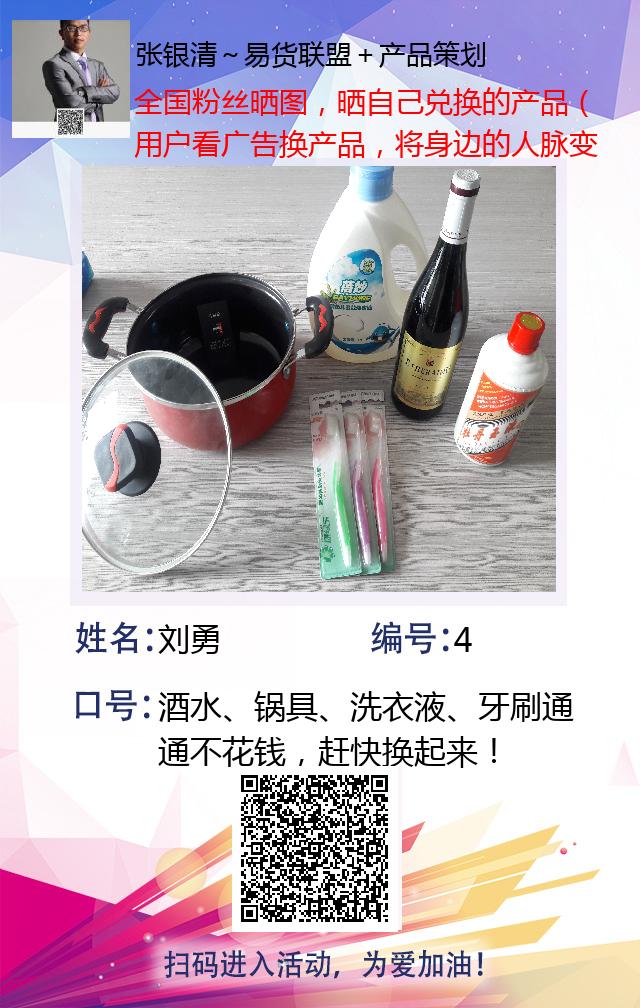 张银清～易货联盟＋产品策划
全国粉丝晒图，晒自己兑换的产品（
用户看广告换产品，将身边的人脉变
姓名：刘勇
编号：4
口号：酒水、锅具、洗衣液、牙刷通
通不花钱，赶快换起来！
扫码进入活动，为爱加油！